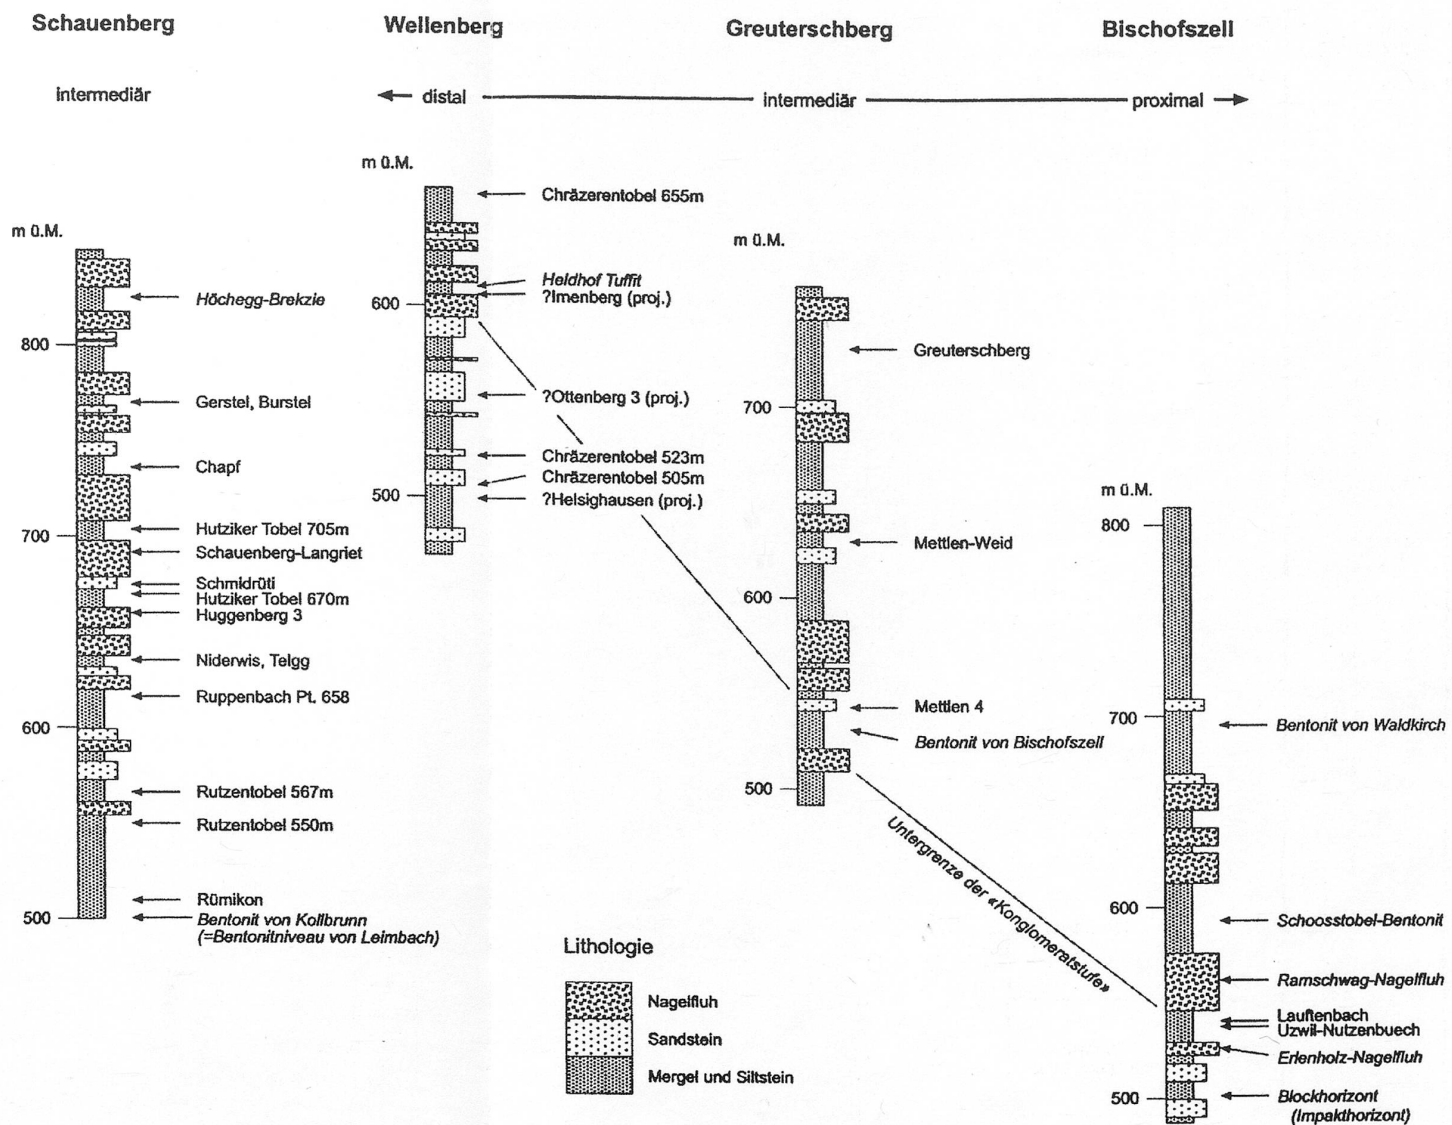 Schauenberg
Wellenberg
Greuterschberg
Bischofszell
intermediär
distal
intermediär
proximal
m ü.M.
Höchegg-Brekzie
800
Gerstel, Burstel
Chapf
700
Hutziker Tobel 705m
Schauenberg-Langriet
Schmidrüti
Hutziker Tobel 670m
Huggenberg 3
Niderwis, Telgg
Ruppenbach Pt. 658
600
Rutzentobel 567m
Rutzentobel 550m
Rümikon
500
Bentonit von Kollbrunn
(=Bentonitniveau von Leimbach)
m ü.M.
Chräzerentobel 655m
Heidhof Tuffit
600
?Imenberg (proj.)
?Ottenberg 3 (proj.)
Chräzerentobel 523m
Chräzerentobel 505m
500
?Helsighausen (proj.)
m ü.M.
Greuterschberg
700
Mettlen-Weid
600
Mettlen 4
Bentonit von Bischofszell
500
Untergrenze der «Konglomeratstufe»
m ü.M.
800
700
Bentonit von Waldkirch
600
Schoosstobel-Bentonit
Ramschwag-Nagelfluh
Lauftenbach
Uzwil-Nutzenbuech
Erlenholz-Nagelfluh
500
Blockhorizont
(Impakthorizont)
Lithologie
Nagelfluh
Sandstein
Mergel und Siltstein